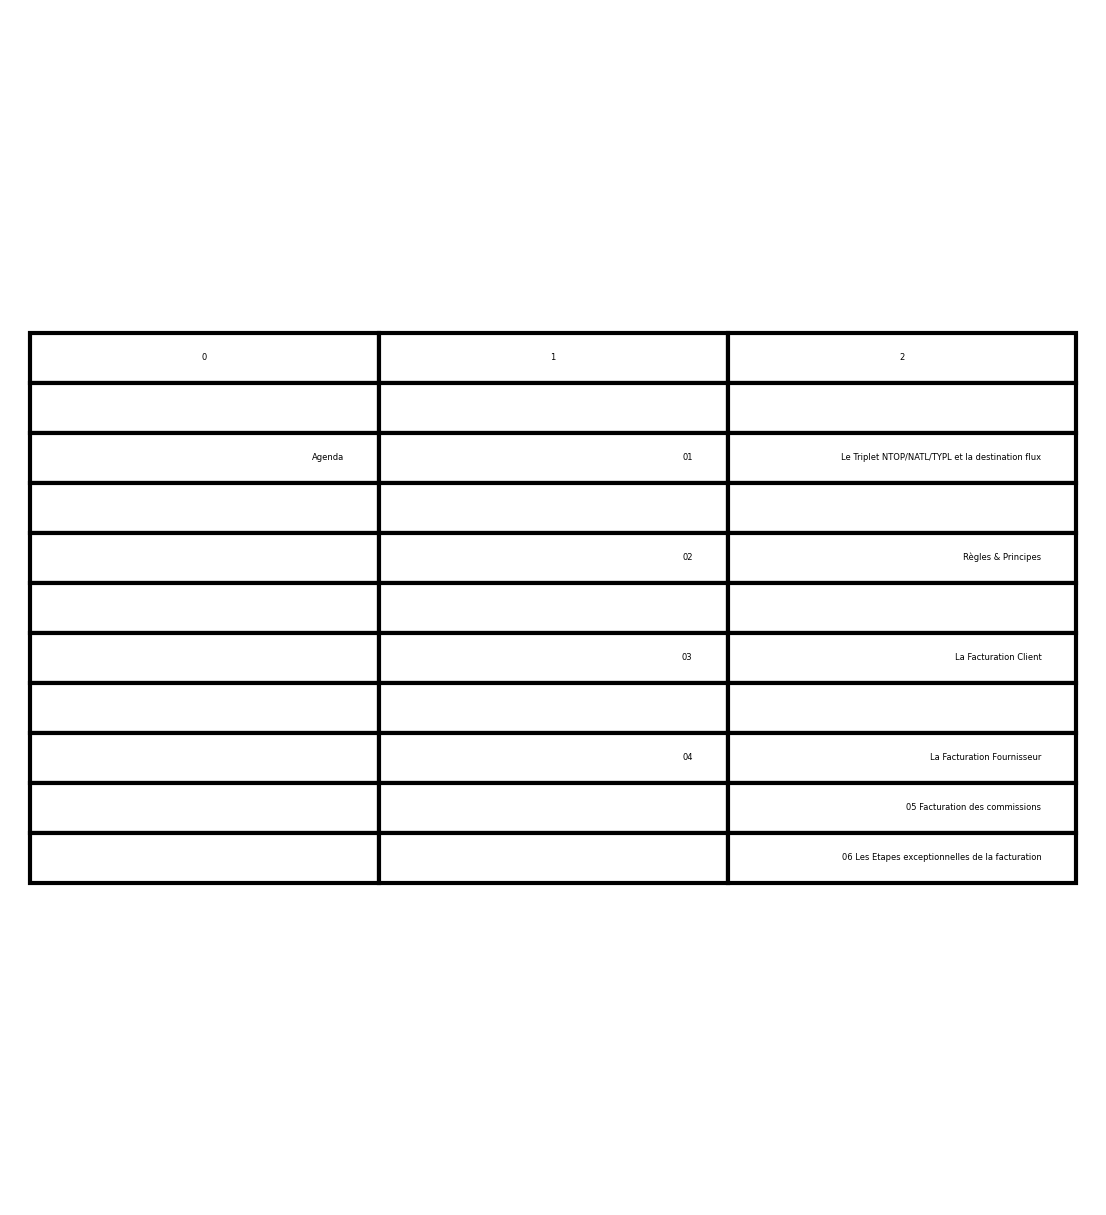 0 1 2
Agenda 01 Le Triplet NTOP/NATL/TYPL et la destination flux
02 Règles & Principes
03 La Facturation Client
04 La Facturation Fournisseur
05 Facturation des commissions
06 Les Etapes exceptionnelles de la facturation